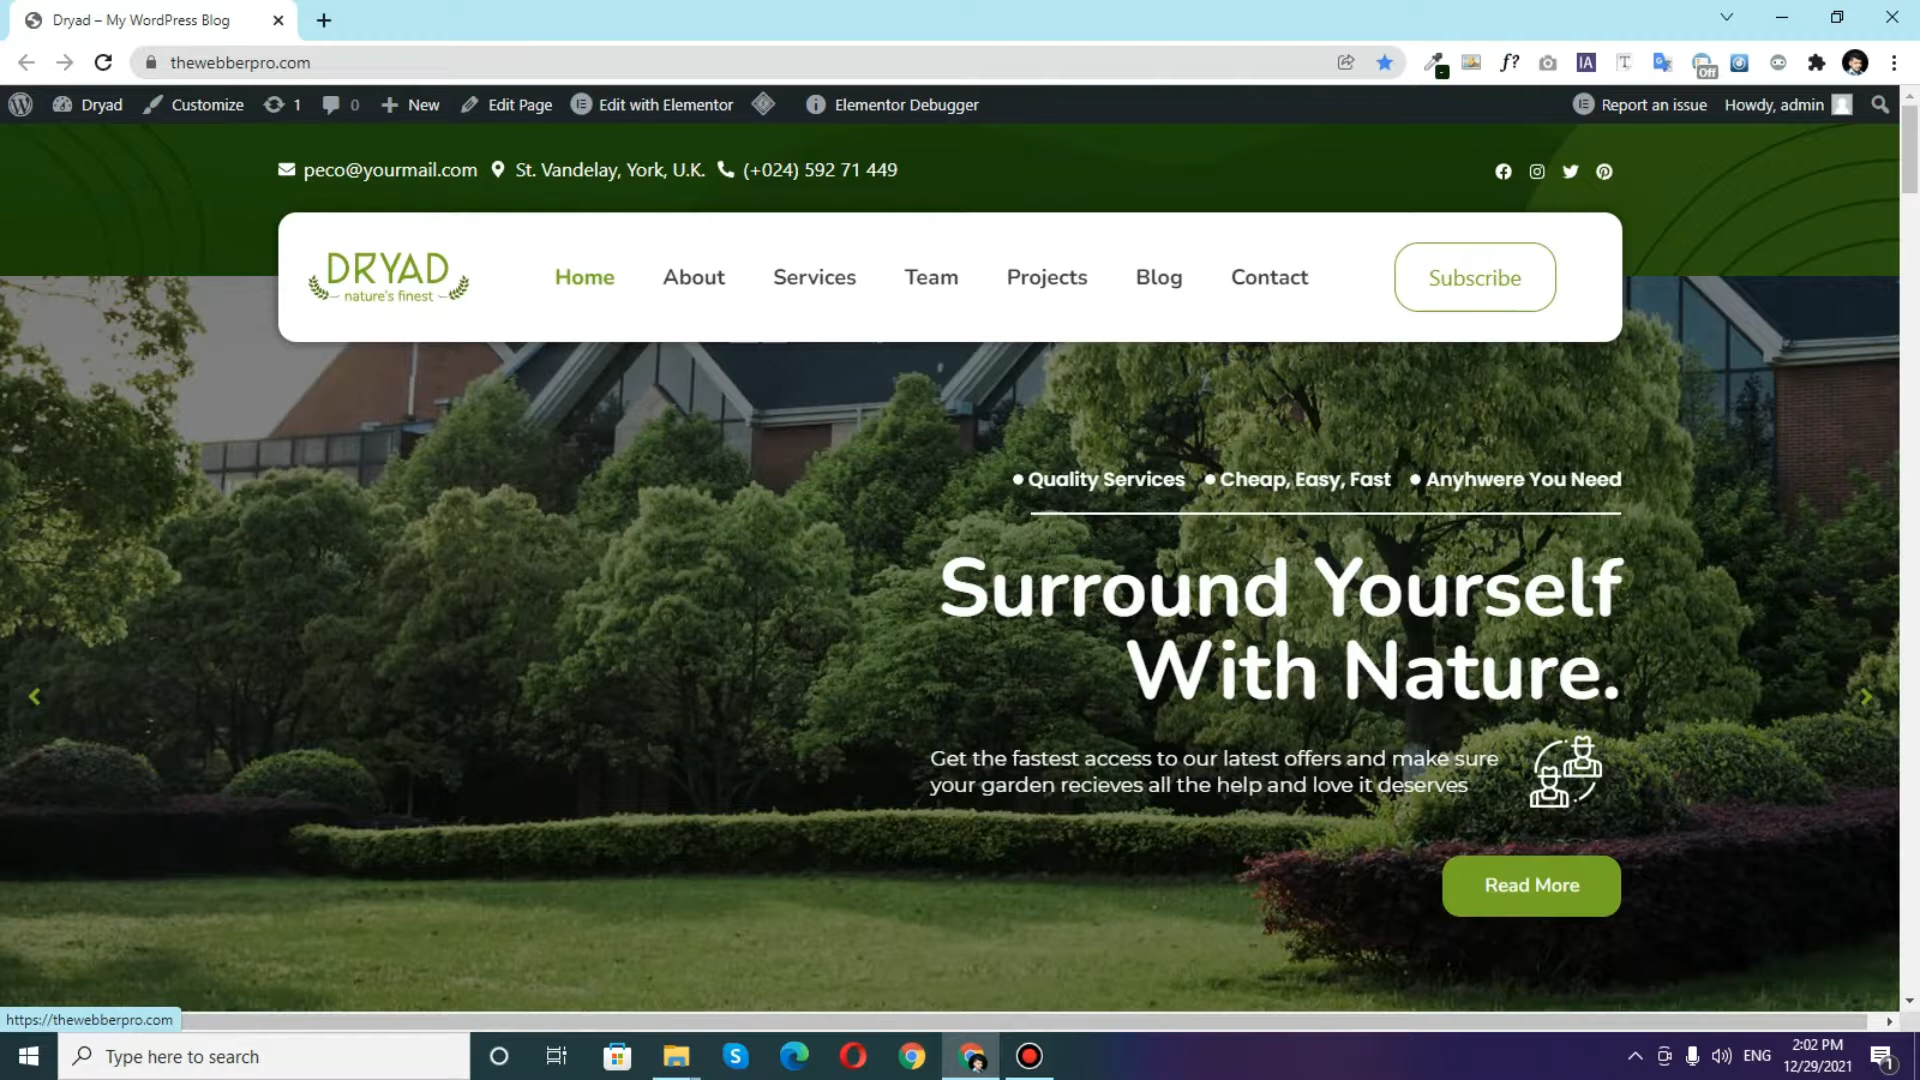 Dryad – My WordPress Blog
thewebberpro.com
f?
IA
T
Off
Dryad
Customize
1
0
New
Edit Page
Edit with Elementor
Elementor Debugger
Report an issue
Howdy, admin
peco@yourmail.com
St. Vandelay, York, U.K.
(+024) 592 71 449
DRYAD
nature's finest
Home
About
Services
Team
Projects
Blog
Contact
Subscribe
Quality Services
Cheap, Easy, Fast
Anyhwere You Need
Surround Yourself
With Nature.
Get the fastest access to our latest offers and make sure
your garden recieves all the help and love it deserves
Read More
https://thewebberpro.com
Type here to search
ENG
2:02 PM
12/29/2021
1